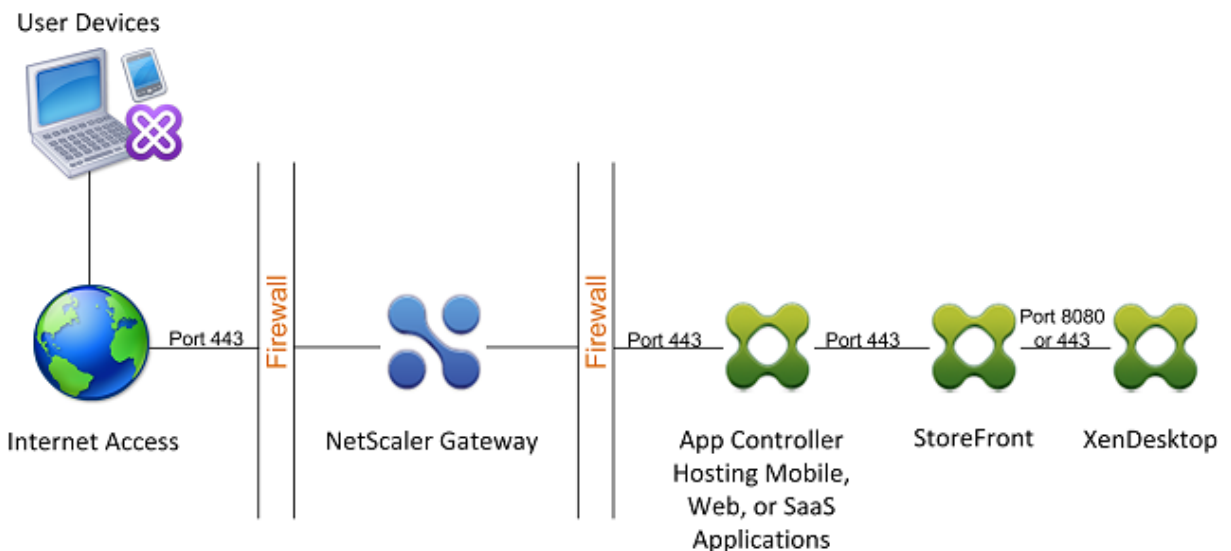 User Devices
Port 443
Firewall
Firewall
Port 443
Port 443
Port 8080
or 443
Internet Access
NetScaler Gateway
App Controller
Hosting Mobile,
Web, or SaaS
Applications
StoreFront
XenDesktop